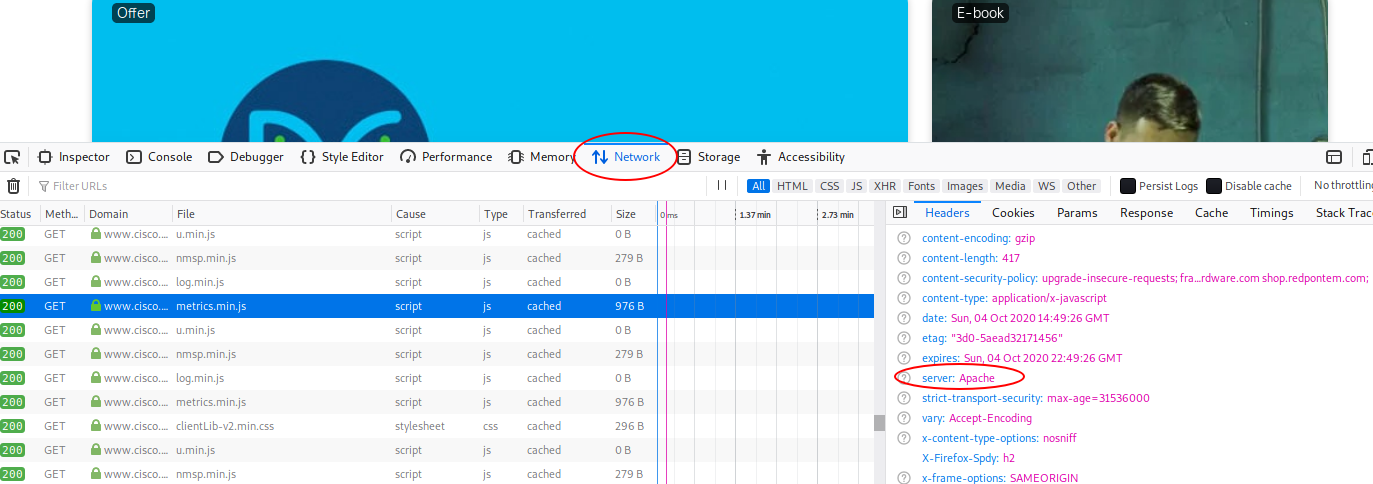 Offer
E-book
Inspector Console Debugger Style Editor Performance Memory Network Storage Accessibility
Filter URLs All HTML CSS JS XHR Fonts Images Media WS Other Persist Logs Disable cache No throttling
Status Meth... Domain File Cause Type Transferred Size 0 ms 1.37 min 2.73 min
200 GET www.cisco.... u.min.js script js cached 0 B
200 GET www.cisco.... nmsp.min.js script js cached 279 B
200 GET www.cisco.... log.min.js script js cached 0 B
200 GET www.cisco.... metrics.min.js script js cached 976 B
200 GET www.cisco.... u.min.js script js cached 0 B
200 GET www.cisco.... nmsp.min.js script js cached 279 B
200 GET www.cisco.... log.min.js script js cached 0 B
200 GET www.cisco.... metrics.min.js script js cached 976 B
200 GET www.cisco.... clientLib-v2.min.css stylesheet css cached 296 B
200 GET www.cisco.... u.min.js script js cached 0 B
200 GET www.cisco.... nmsp.min.js script js cached 279 B
Headers Cookies Params Response Cache Timings Stack Trac
content-encoding: gzip
content-length: 417
content-security-policy: upgrade-insecure-requests; fra...rdware.com shop.redpontem.com;
content-type: application/x-javascript
date: Sun, 04 Oct 2020 14:49:26 GMT
etag: "3d0-5aead32171456"
expires: Sun, 04 Oct 2020 22:49:26 GMT
server: Apache
strict-transport-security: max-age=31536000
vary: Accept-Encoding
x-content-type-options: nosniff
X-Firefox-Spdy: h2
x-frame-options: SAMEORIGIN